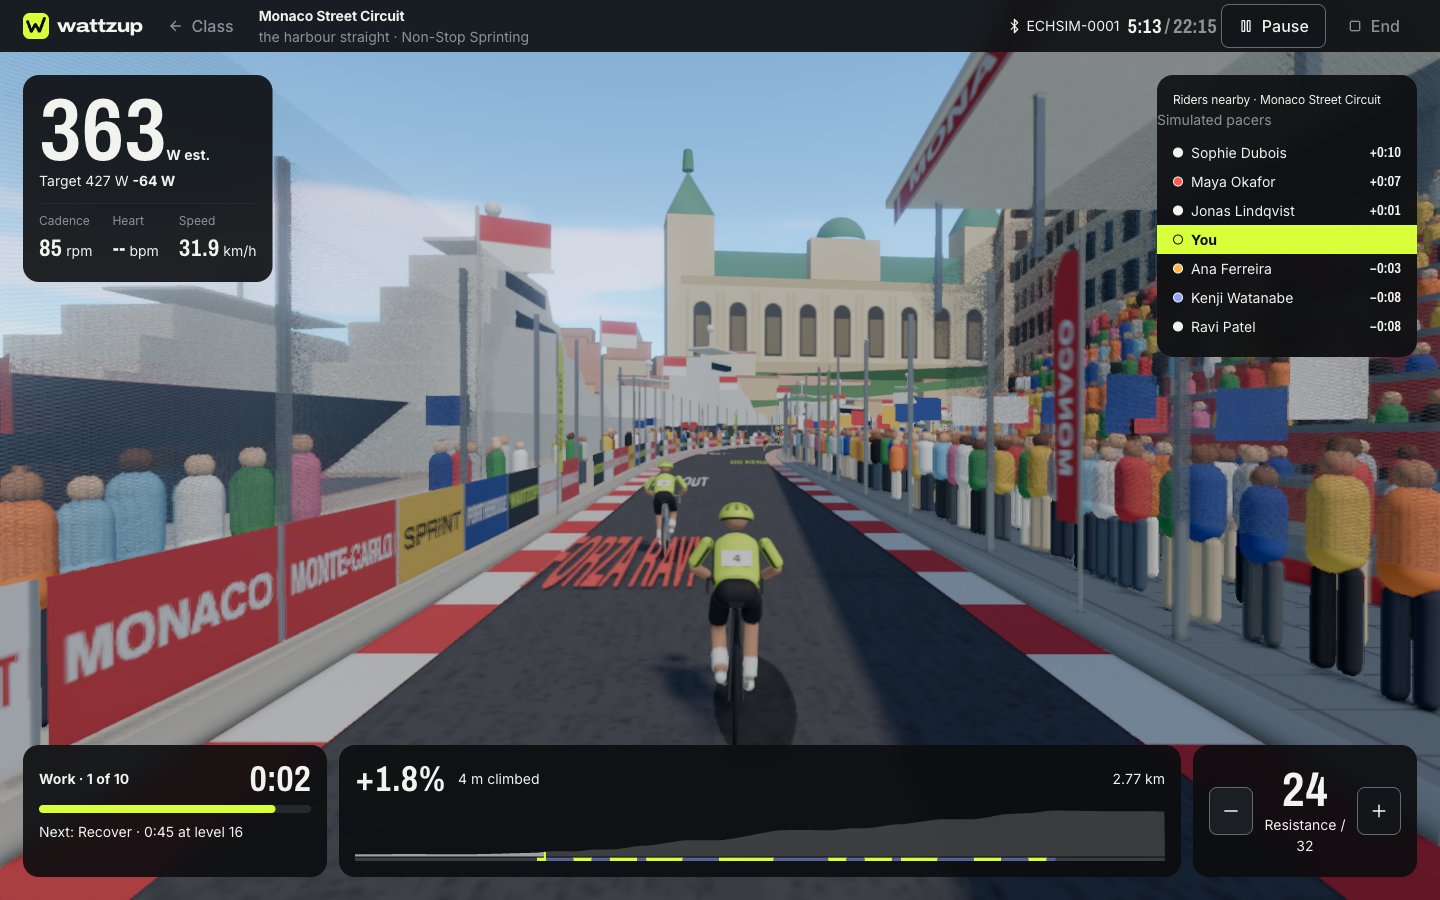 wattzup
Class
Monaco Street Circuit
the harbour straight · Non-Stop Sprinting
ECHSIM-0001 5:13 / 22:15
Pause
End
363 W est.
Target 427 W -64 W
Cadence Heart Speed
85 rpm -- bpm 31.9 km/h
Riders nearby · Monaco Street Circuit
Simulated pacers
Sophie Dubois +0:10
Maya Okafor +0:07
Jonas Lindqvist +0:01
You
Ana Ferreira −0:03
Kenji Watanabe −0:08
Ravi Patel −0:08
MONA
MONACO
OUT
FORZA RAVI
4
MONACO
MONTE-CARLO
SPRINT
T
Work · 1 of 10 0:02
Next: Recover · 0:45 at level 16
+1.8% 4 m climbed 2.77 km
24
Resistance /
32